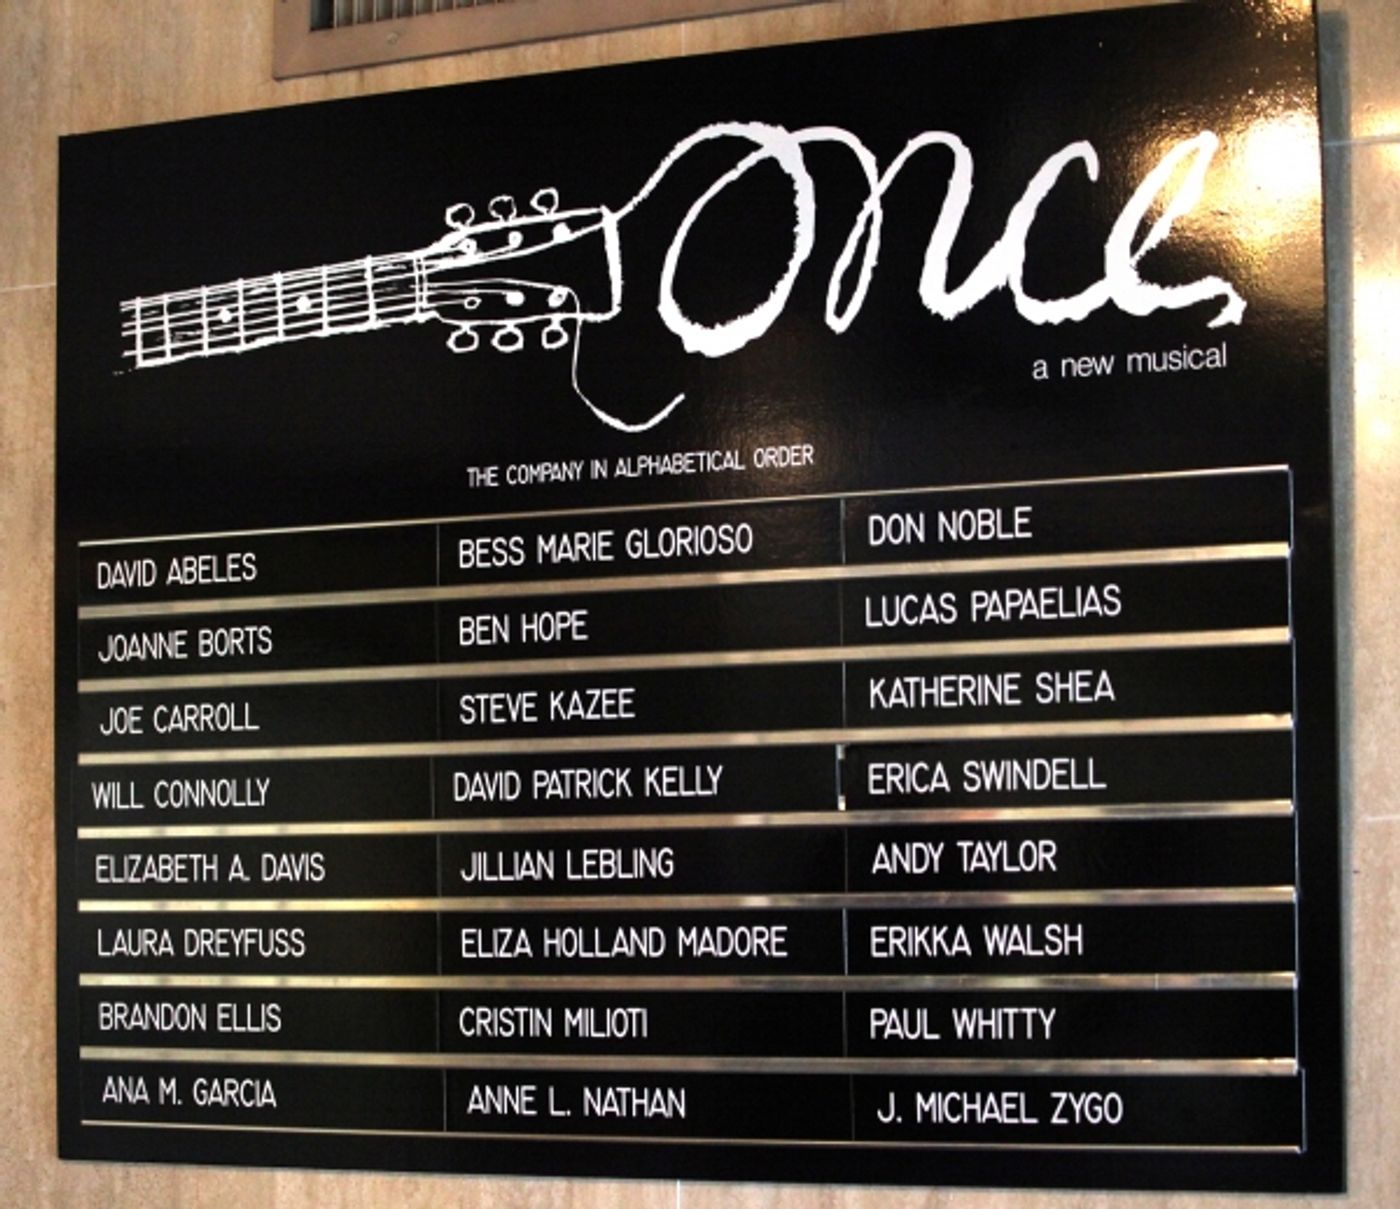 once
a new musical
THE COMPANY IN ALPHABETICAL ORDER
DAVID ABELES
JOANNE BORTS
JOE CARROLL
WILL CONNOLLY
ELIZABETH A. DAVIS
LAURA DREYFUSS
BRANDON ELLIS
ANA M. GARCIA
BESS MARIE GLORIOSO
BEN HOPE
STEVE KAZEE
DAVID PATRICK KELLY
JILLIAN LEBLING
ELIZA HOLLAND MADORE
CRISTIN MILIOTI
ANNE L. NATHAN
DON NOBLE
LUCAS PAPAELIAS
KATHERINE SHEA
ERICA SWINDELL
ANDY TAYLOR
ERIKKA WALSH
PAUL WHITTY
J. MICHAEL ZYGO